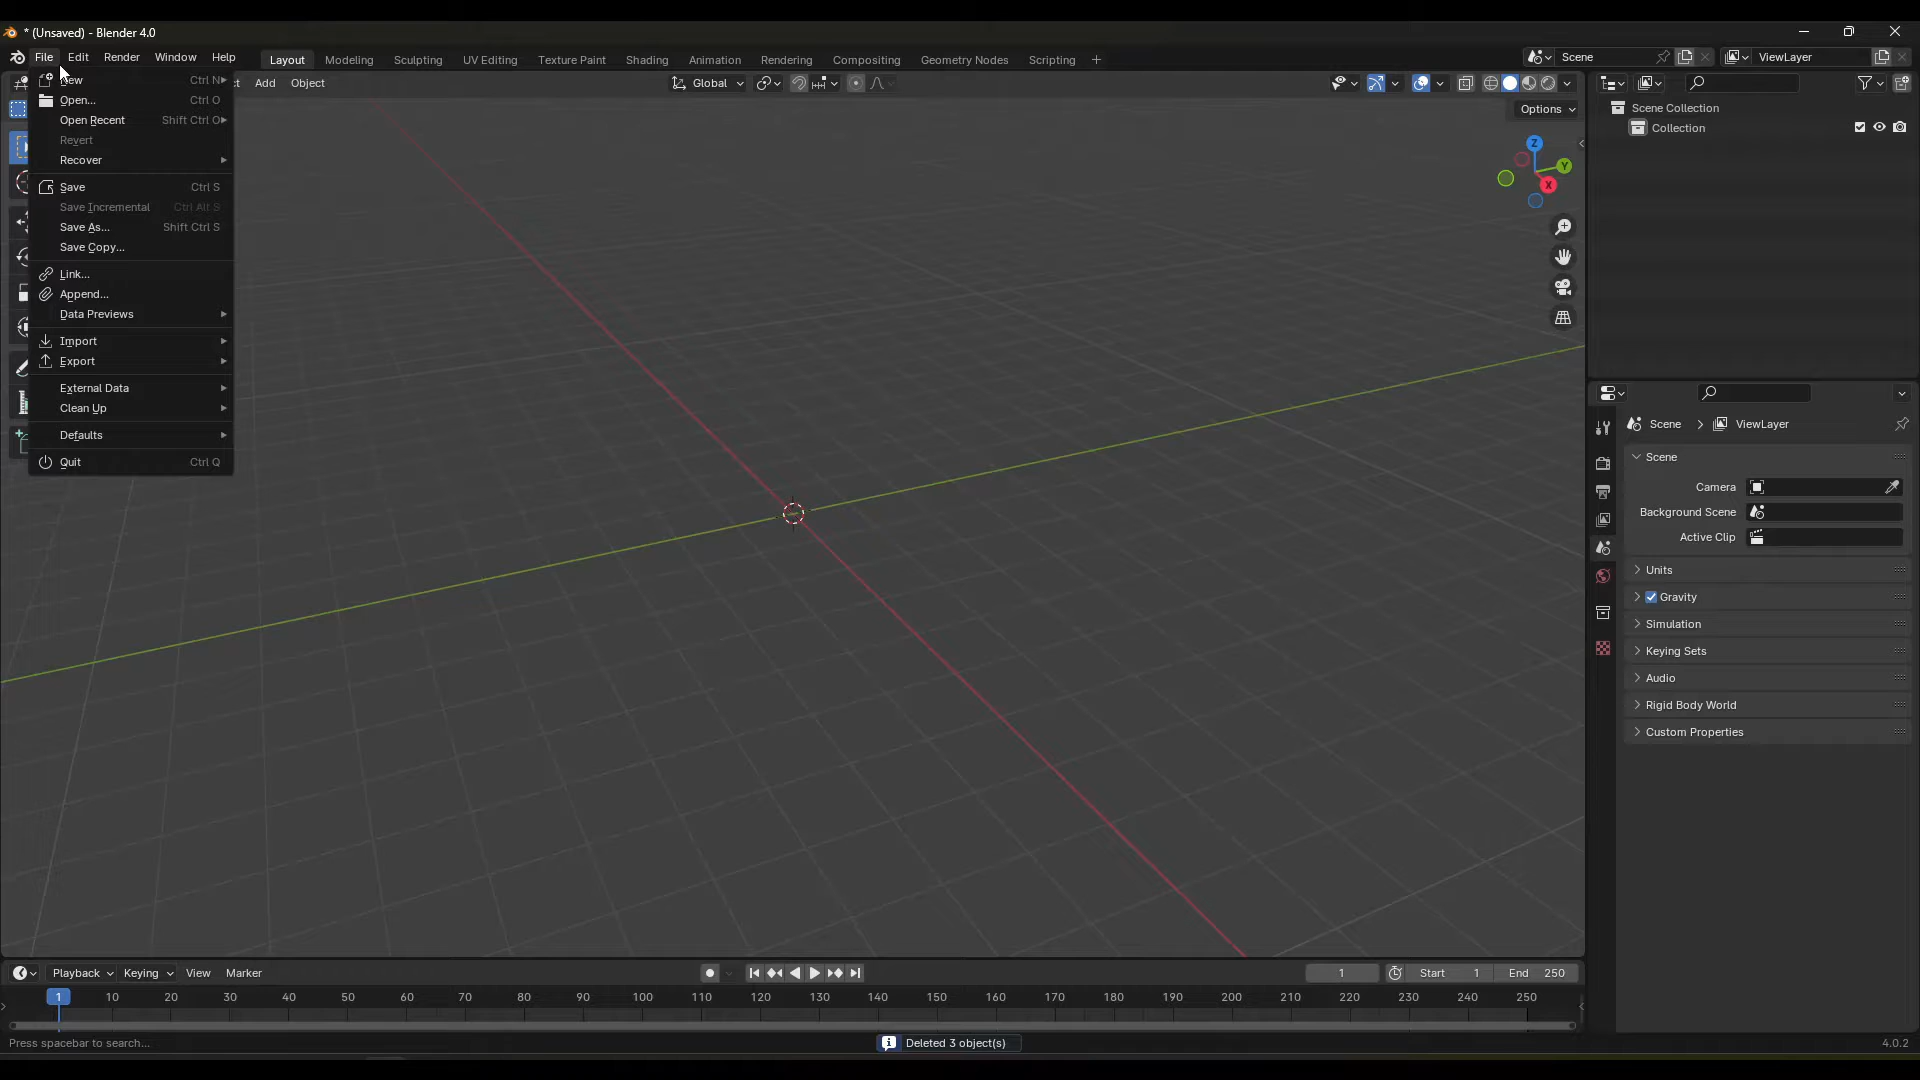 * (Unsaved) - Blender 4.0
File Edit Render Window Help Layout Modeling Sculpting UV Editing Texture Paint Shading Animation Rendering Compositing Geometry Nodes Scripting + Scene ViewLayer
Add Object Global
Options
New Ctrl N
Open... Ctrl O
Open Recent Shift Ctrl O
Revert
Recover
Save Ctrl S
Save Incremental Ctrl Alt S
Save As... Shift Ctrl S
Save Copy...
Link...
Append...
Data Previews
Import
Export
External Data
Clean Up
Defaults
Quit Ctrl Q
Z
Y
X
Scene Collection
Collection
Scene > ViewLayer
Scene
Camera
Background Scene
Active Clip
Units
Gravity
Simulation
Keying Sets
Audio
Rigid Body World
Custom Properties
Playback Keying View Marker 1 Start 1 End 250
1 10 20 30 40 50 60 70 80 90 100 110 120 130 140 150 160 170 180 190 200 210 220 230 240 250
Press spacebar to search... Deleted 3 object(s) 4.0.2